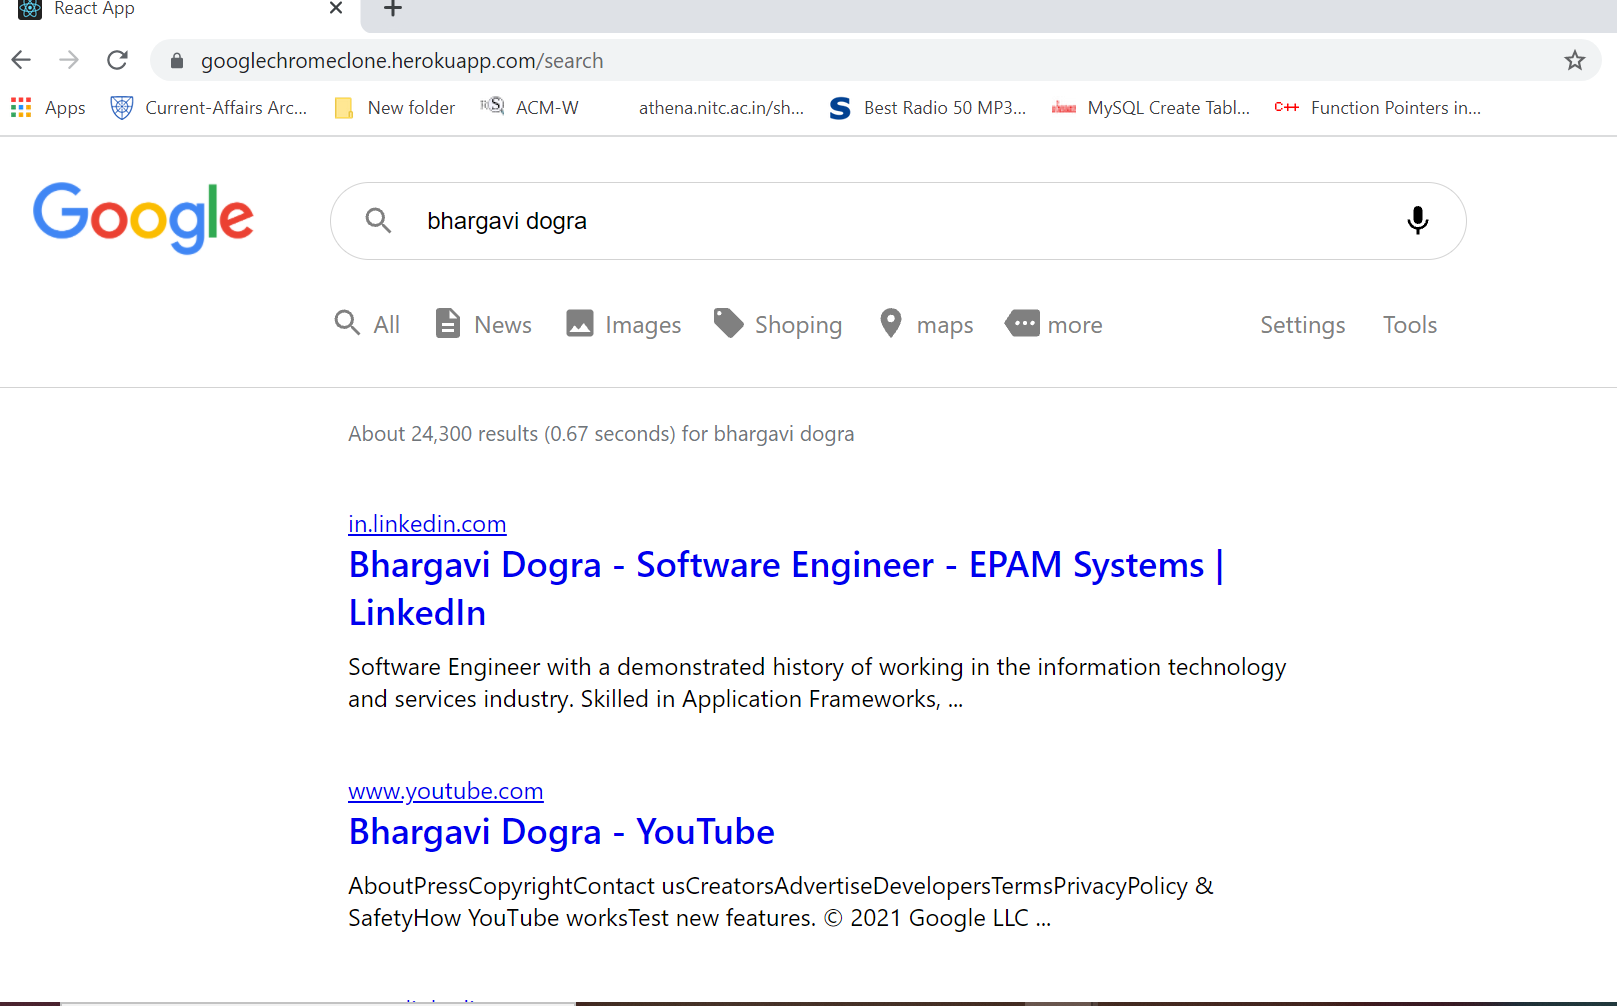 React App
googlechromeclone.herokuapp.com/search
Apps Current-Affairs Arc... New folder ACM-W athena.nitc.ac.in/sh... S Best Radio 50 MP3... MySQL Create Tabl... C++ Function Pointers in...
Google bhargavi dogra
All News Images Shoping maps more Settings Tools
About 24,300 results (0.67 seconds) for bhargavi dogra
in.linkedin.com
Bhargavi Dogra - Software Engineer - EPAM Systems |
LinkedIn
Software Engineer with a demonstrated history of working in the information technology
and services industry. Skilled in Application Frameworks, ...
www.youtube.com
Bhargavi Dogra - YouTube
AboutPressCopyrightContact usCreatorsAdvertiseDevelopersTermsPrivacyPolicy &
SafetyHow YouTube worksTest new features. © 2021 Google LLC ...